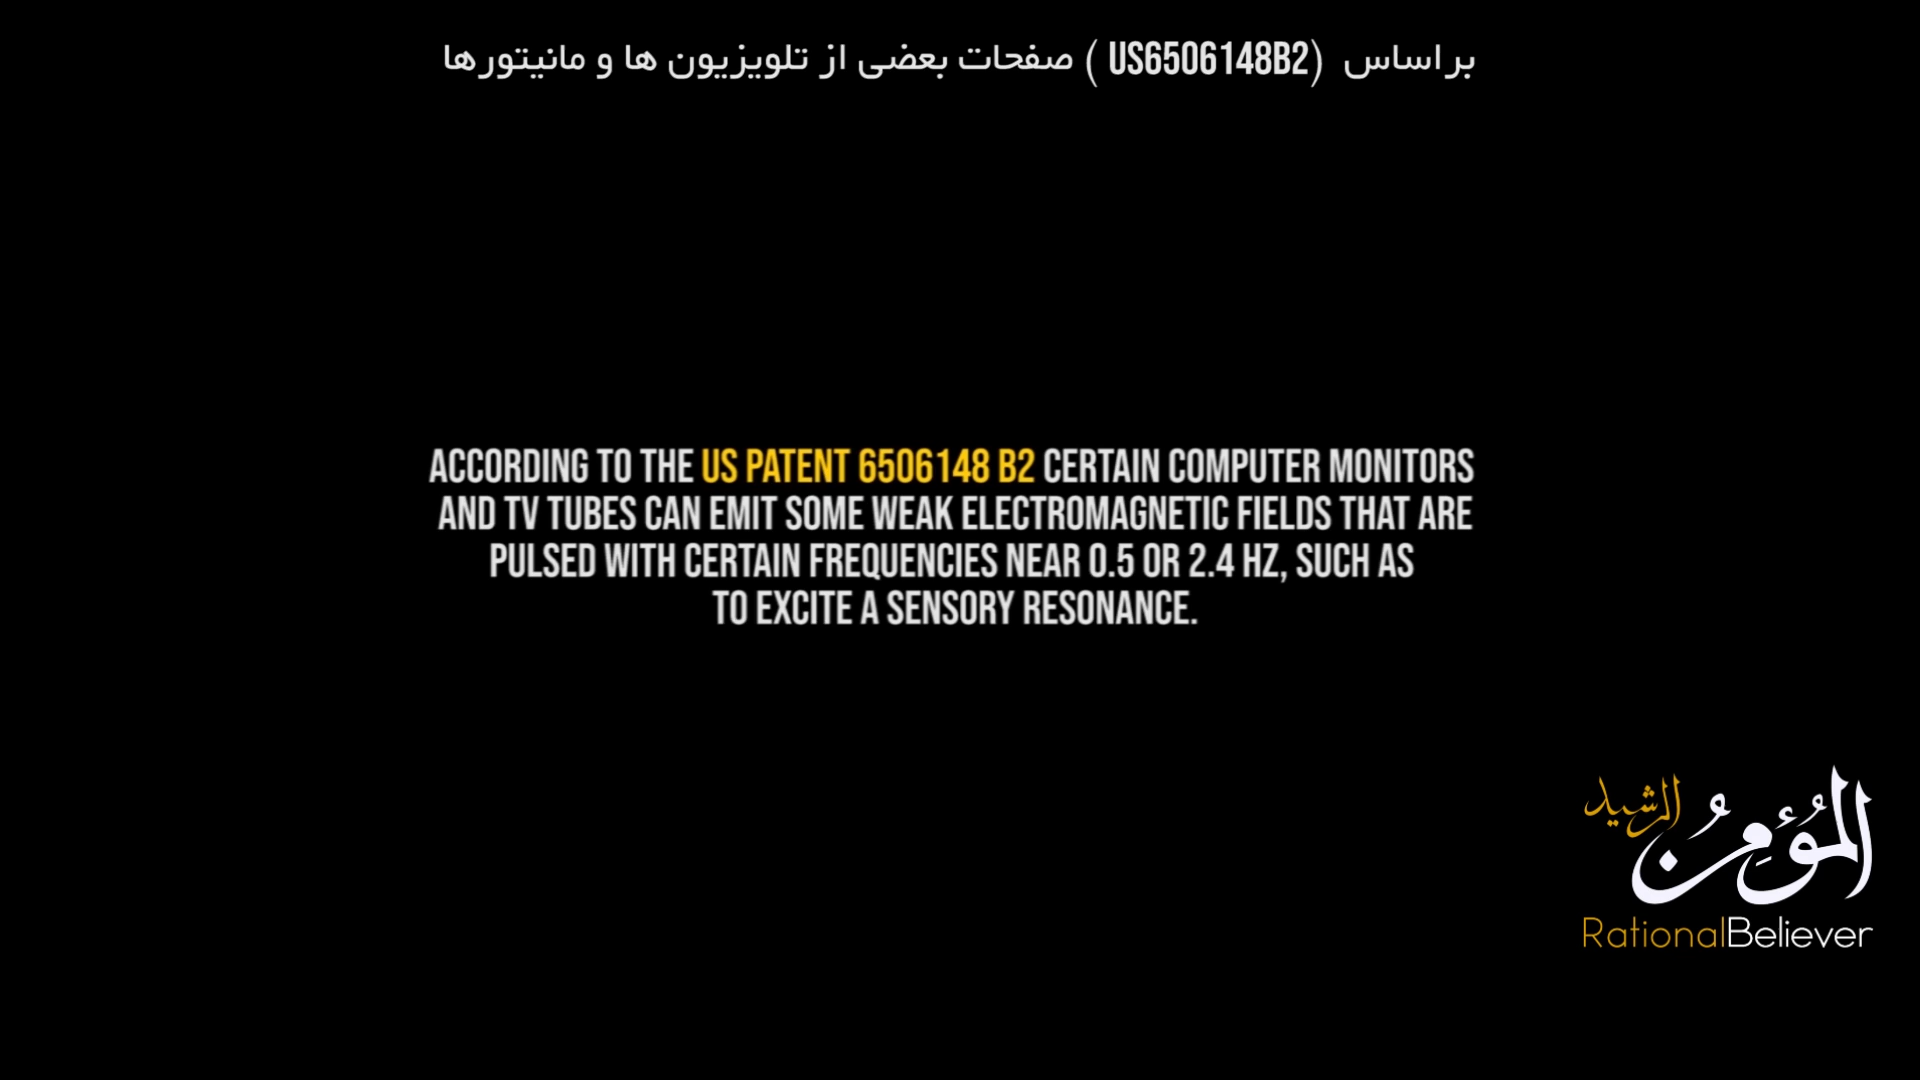 براساس (US6506148B2 ) صفحات بعضی از تلویزیون ها و مانیتورها
ACCORDING TO THE US PATENT 6506148 B2 CERTAIN COMPUTER MONITORS
AND TV TUBES CAN EMIT SOME WEAK ELECTROMAGNETIC FIELDS THAT ARE
PULSED WITH CERTAIN FREQUENCIES NEAR 0.5 OR 2.4 HZ, SUCH AS
TO EXCITE A SENSORY RESONANCE.
المُؤمِنُ الرشيد
RationalBeliever